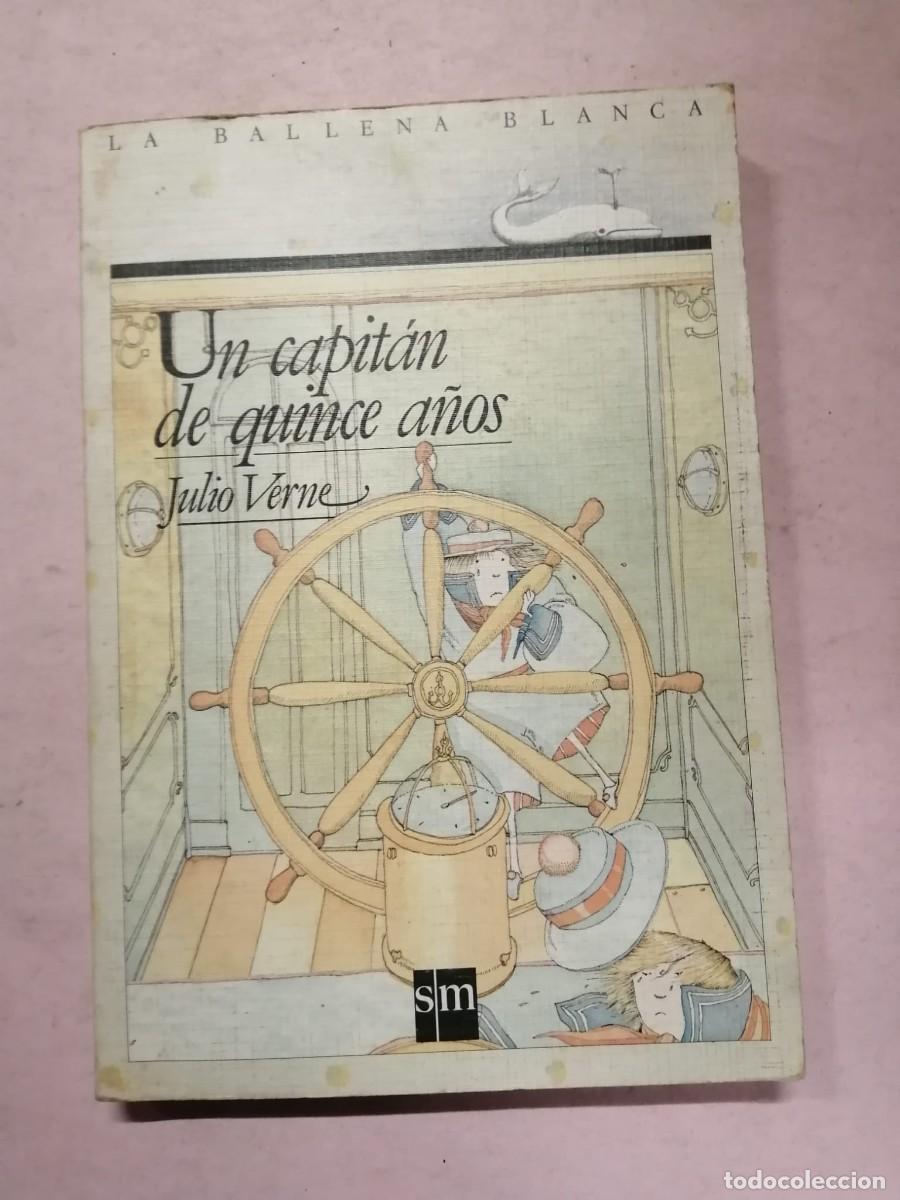 LA BALLENA BLANCA
Un capitán
de quince años
Julio Verne
sm
todocoleccion